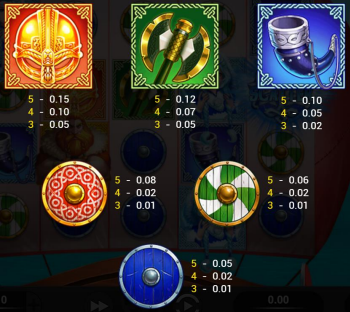 5 - 0.15
4 - 0.10
3 - 0.05
5 - 0.12
4 - 0.07
3 - 0.05
5 - 0.10
4 - 0.05
3 - 0.02
5 - 0.08
4 - 0.02
3 - 0.01
5 - 0.06
4 - 0.02
3 - 0.01
5 - 0.05
4 - 0.02
3 - 0.01
0.00